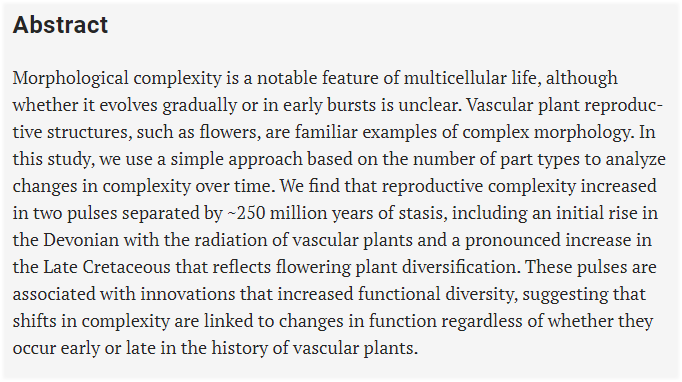 Abstract
Morphological complexity is a notable feature of multicellular life, although
whether it evolves gradually or in early bursts is unclear. Vascular plant reproduc-
tive structures, such as flowers, are familiar examples of complex morphology. In
this study, we use a simple approach based on the number of part types to analyze
changes in complexity over time. We find that reproductive complexity increased
in two pulses separated by ~250 million years of stasis, including an initial rise in
the Devonian with the radiation of vascular plants and a pronounced increase in
the Late Cretaceous that reflects flowering plant diversification. These pulses are
associated with innovations that increased functional diversity, suggesting that
shifts in complexity are linked to changes in function regardless of whether they
occur early or late in the history of vascular plants.